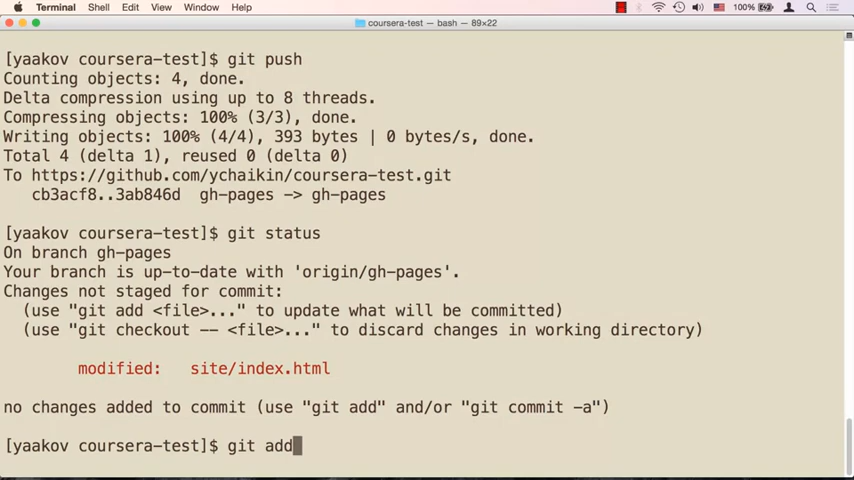 Terminal Shell Edit View Window Help 100%
coursera-test — bash — 89×22
[yaakov coursera-test]$ git push
Counting objects: 4, done.
Delta compression using up to 8 threads.
Compressing objects: 100% (3/3), done.
Writing objects: 100% (4/4), 393 bytes | 0 bytes/s, done.
Total 4 (delta 1), reused 0 (delta 0)
To https://github.com/ychaikin/coursera-test.git
cb3acf8..3ab846d  gh-pages -> gh-pages
[yaakov coursera-test]$ git status
On branch gh-pages
Your branch is up-to-date with 'origin/gh-pages'.
Changes not staged for commit:
(use "git add <file>..." to update what will be committed)
(use "git checkout -- <file>..." to discard changes in working directory)
modified:   site/index.html
no changes added to commit (use "git add" and/or "git commit -a")
[yaakov coursera-test]$ git add